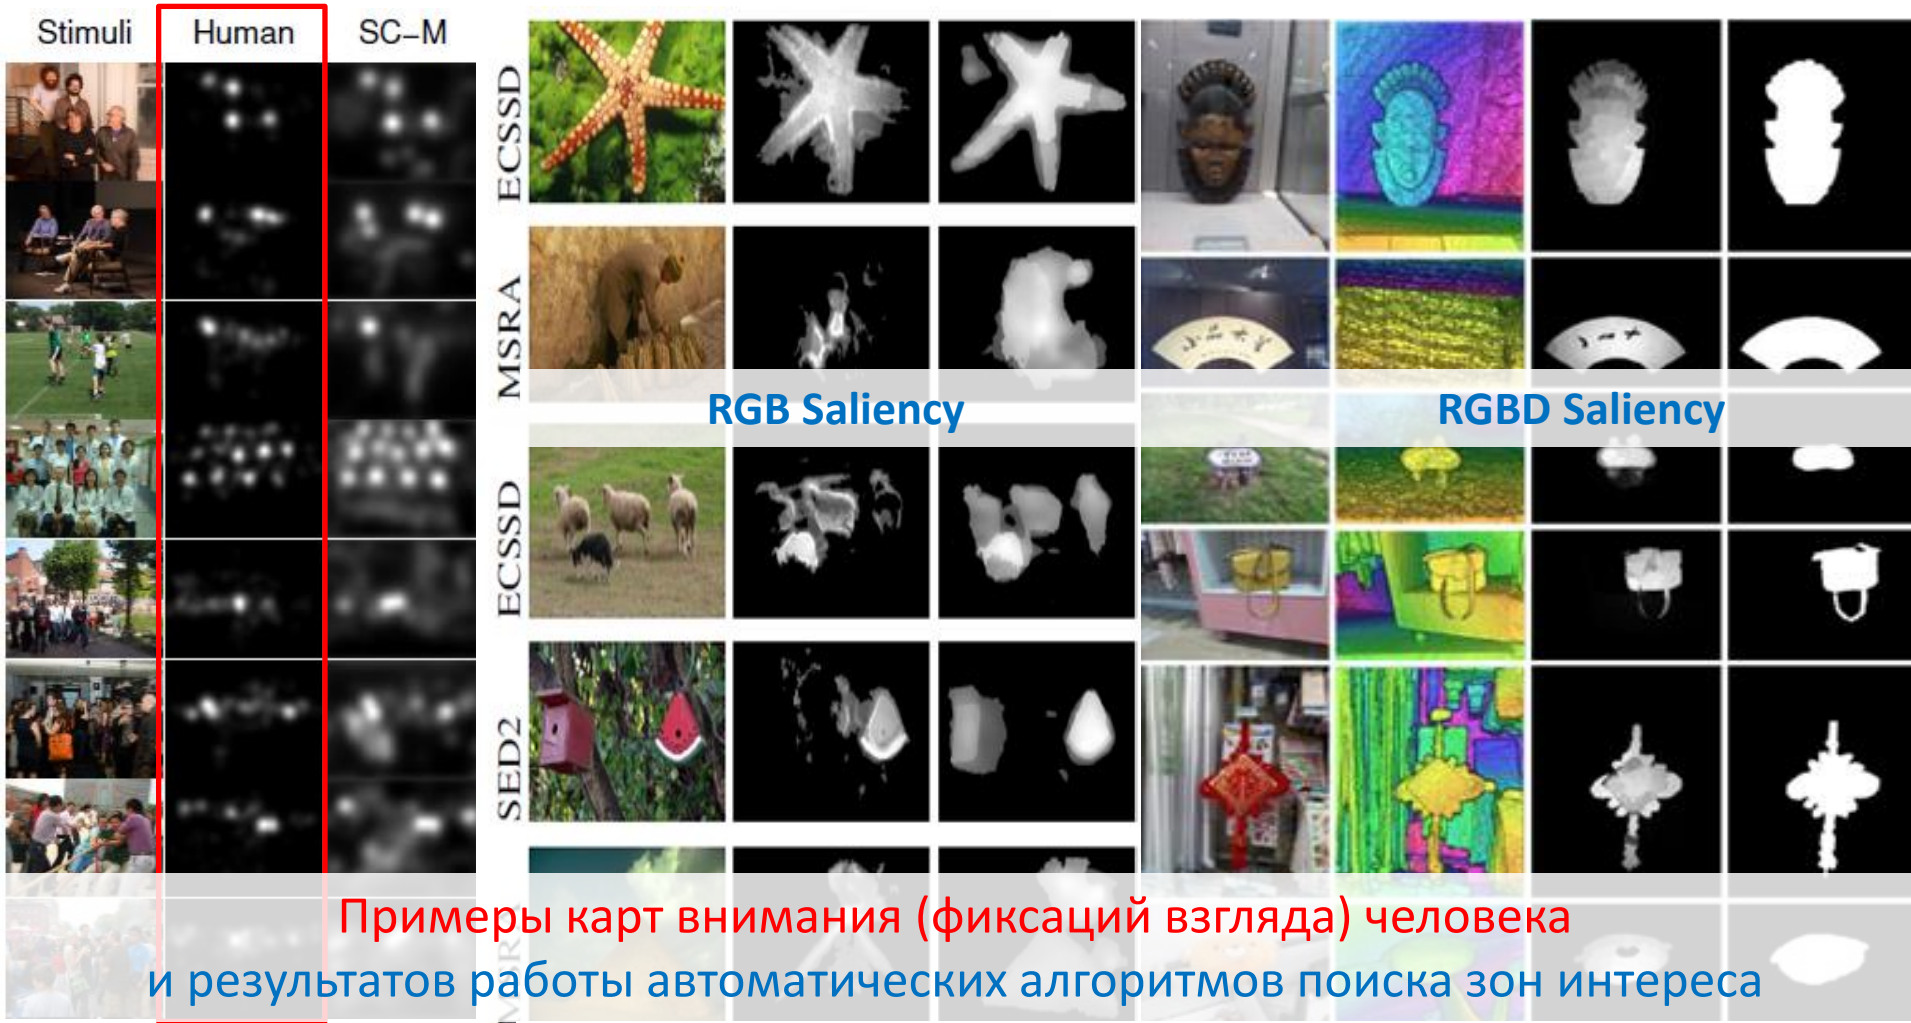 Stimuli
Human
SC-M
ECSSD
MSRA
RGB Saliency
RGBD Saliency
ECSSD
SED2
Примеры карт внимания (фиксаций взгляда) человека
и результатов работы автоматических алгоритмов поиска зон интереса